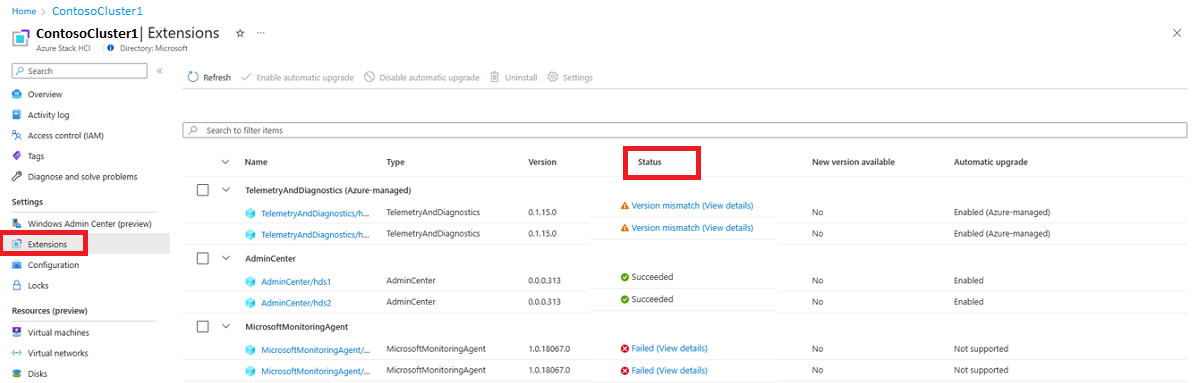 Home > ContosoCluster1
ContosoCluster1 | Extensions ☆ ...
Azure Stack HCI Directory: Microsoft
Search «
Overview
Activity log
Access control (IAM)
Tags
Diagnose and solve problems
Settings
Windows Admin Center (preview)
Extensions
Configuration
Locks
Resources (preview)
Virtual machines
Virtual networks
Disks
Refresh Enable automatic upgrade Disable automatic upgrade Uninstall Settings
Search to filter items
Name Type Version Status New version available Automatic upgrade
TelemetryAndDiagnostics (Azure-managed)
TelemetryAndDiagnostics/h... TelemetryAndDiagnostics 0.1.15.0 Version mismatch (View details) No Enabled (Azure-managed)
TelemetryAndDiagnostics/h... TelemetryAndDiagnostics 0.1.15.0 Version mismatch (View details) No Enabled (Azure-managed)
AdminCenter
AdminCenter/hds1 AdminCenter 0.0.0.313 Succeeded No Enabled
AdminCenter/hds2 AdminCenter 0.0.0.313 Succeeded No Enabled
MicrosoftMonitoringAgent
MicrosoftMonitoringAgent/... MicrosoftMonitoringAgent 1.0.18067.0 Failed (View details) No Not supported
MicrosoftMonitoringAgent/... MicrosoftMonitoringAgent 1.0.18067.0 Failed (View details) No Not supported